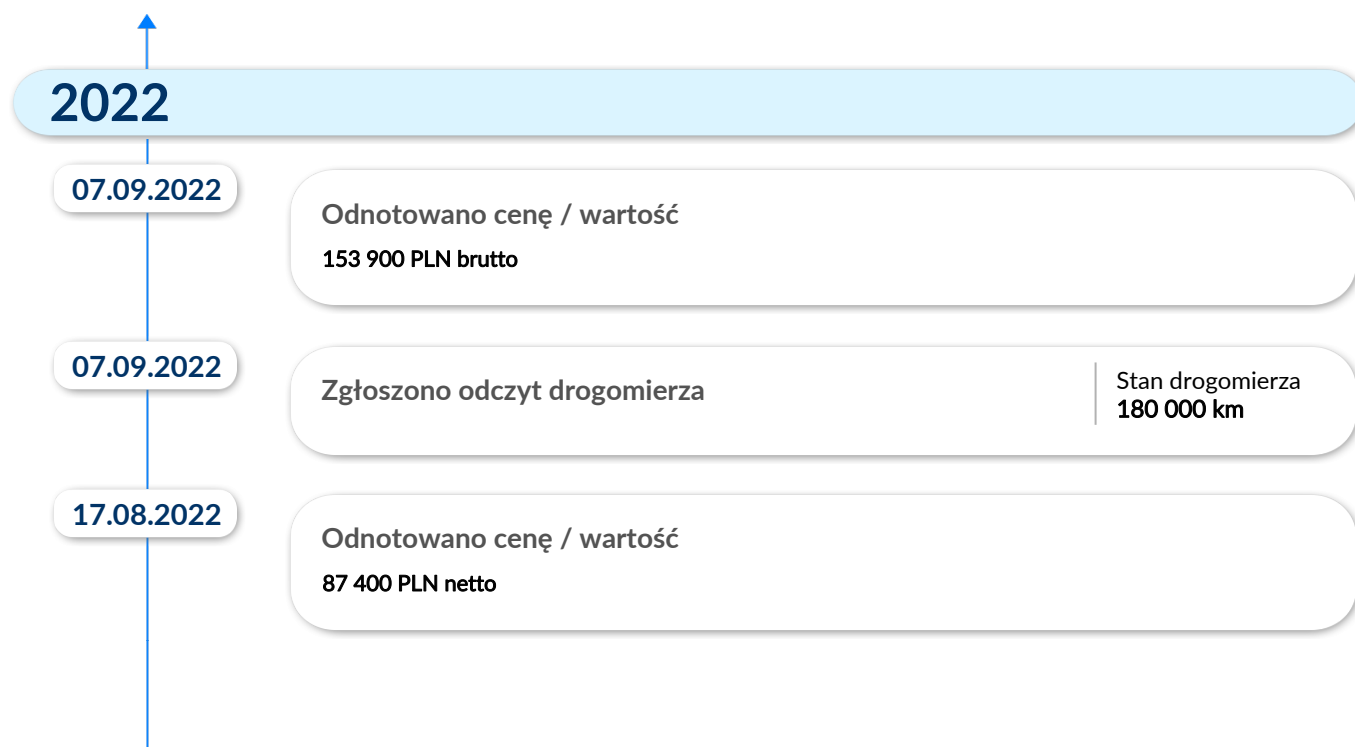 2022
07.09.2022
Odnotowano cenę / wartość
153 900 PLN brutto
07.09.2022
Zgłoszono odczyt drogomierza
Stan drogomierza
180 000 km
17.08.2022
Odnotowano cenę / wartość
87 400 PLN netto